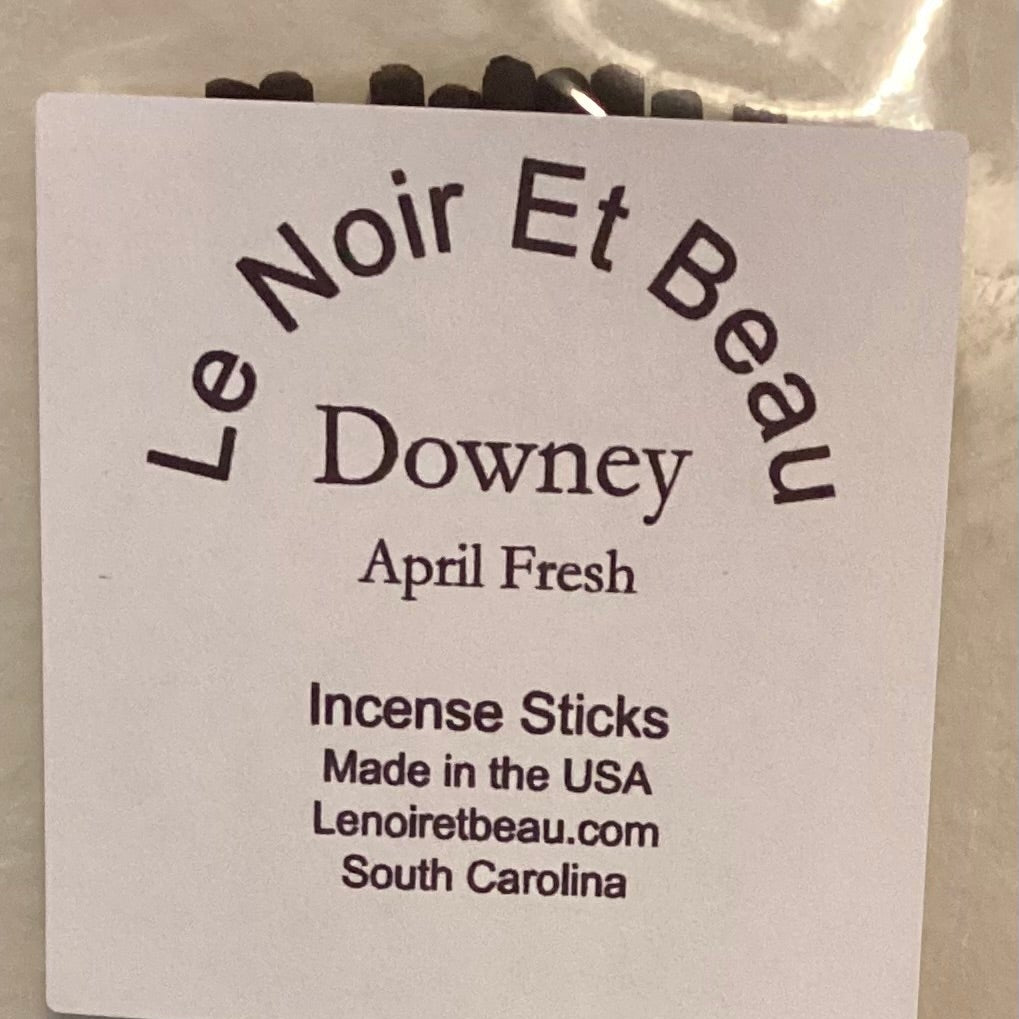 Le Noir Et Beau
Downey
April Fresh
Incense Sticks
Made in the USA
Lenoiretbeau.com
South Carolina